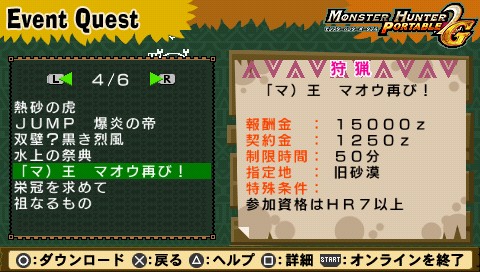 Event Quest
MONSTER HUNTER
PORTABLE 2nd G
L 4/6 R
熱砂の虎
JUMP 爆炎の帝
双壁?黒き烈風
水上の祭典
「マ）王 マオウ再び！
栄冠を求めて
祖なるもの
狩猟
「マ）王 マオウ再び！
報酬金 ： 15000z
契約金 ： 1250z
制限時間： 50分
指定地 ： 旧砂漠
特殊条件：
参加資格はHR7以上
○:ダウンロード ×:戻る △:ヘルプ □:詳細 START:オンラインを終了